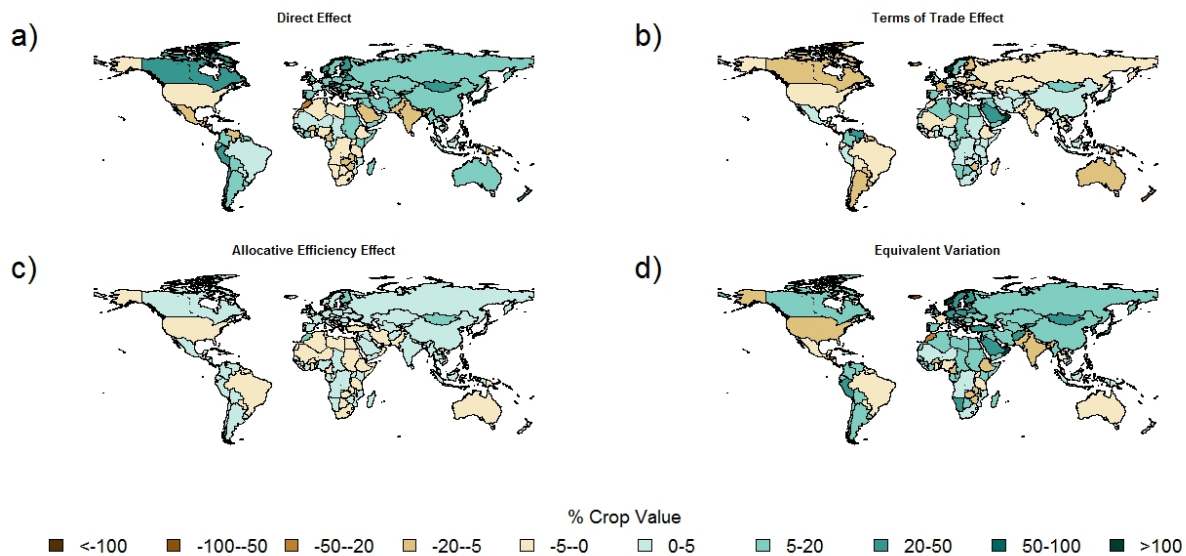 Direct Effect
a)
Terms of Trade Effect
b)
Allocative Efficiency Effect
c)
Equivalent Variation
d)
% Crop Value
<-100 -100--50 -50--20 -20--5 -5--0 0-5 5-20 20-50 50-100 >100